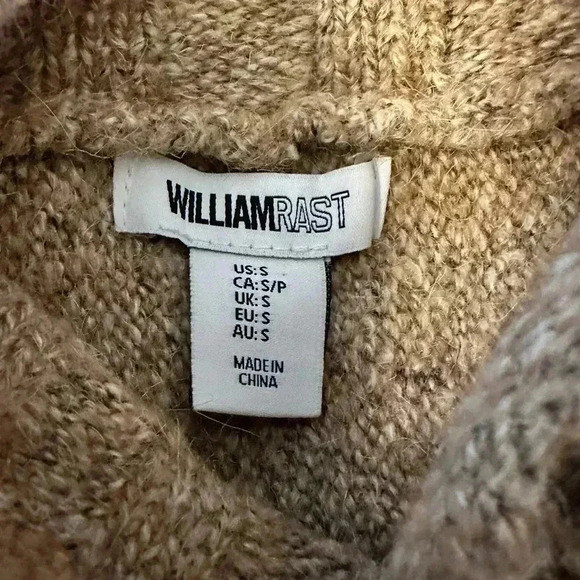 WILLIAMRAST
US: S
CA: S/P
UK: S
EU: S
AU: S
MADE IN
CHINA